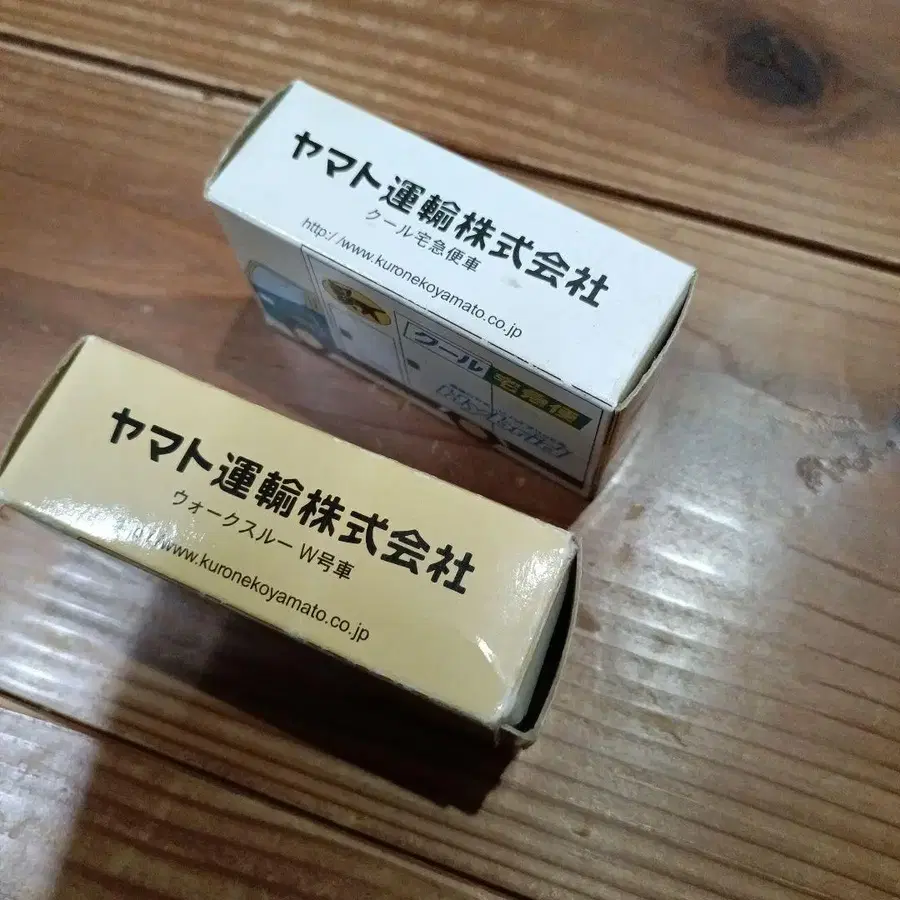 ヤマト運輸株式会社
クール宅急便車
http://www.kuronekoyamato.co.jp
クール宅急便
ヤマト運輸株式会社
ウォークスルーW号車
www.kuronekoyamato.co.jp